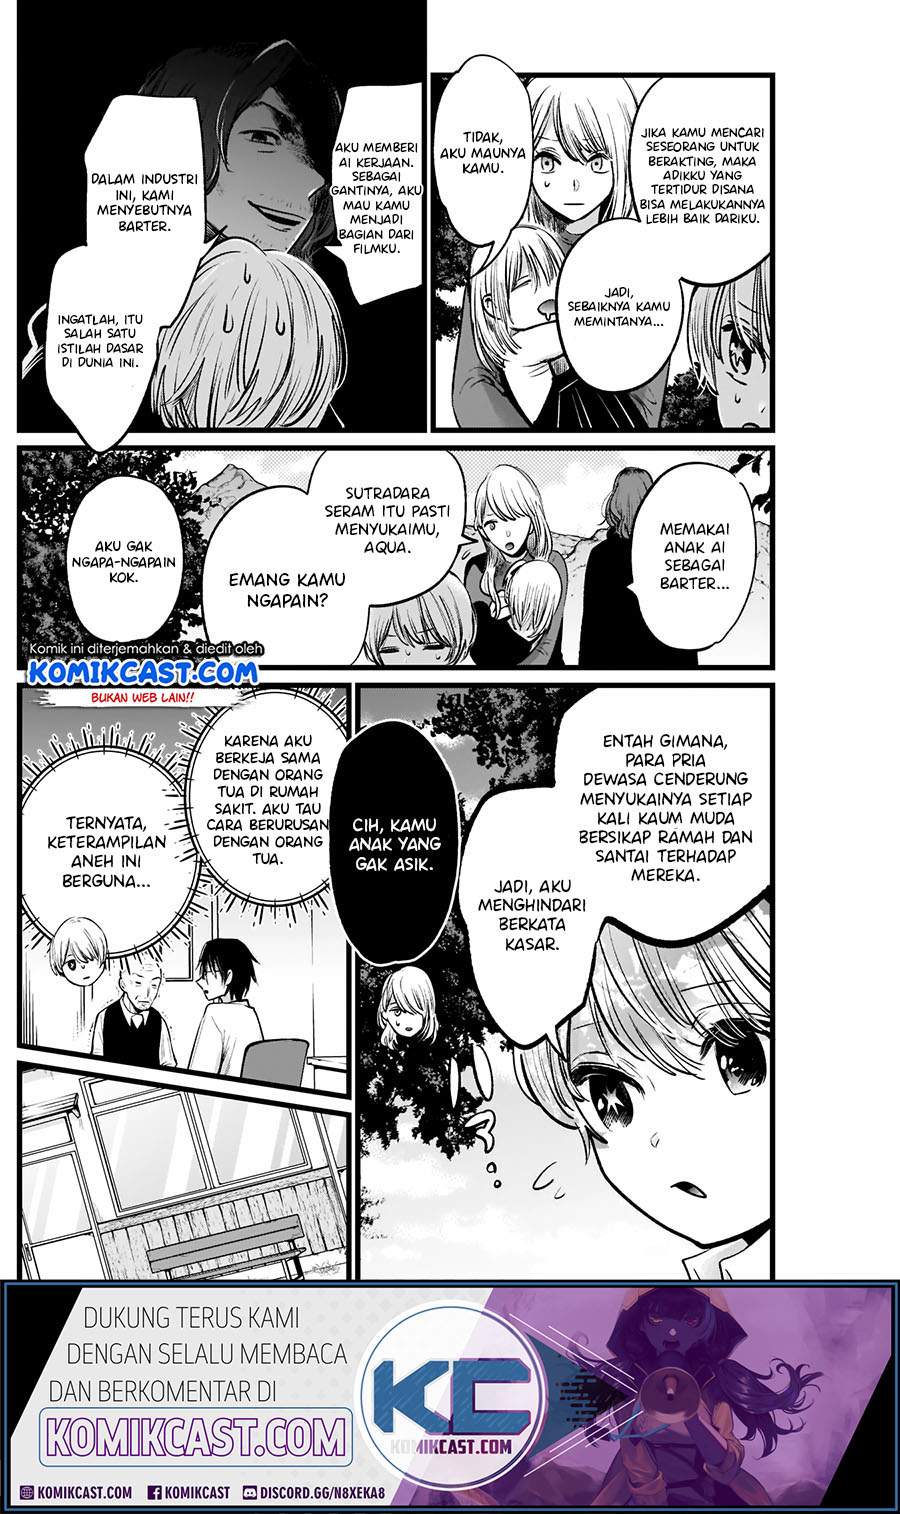 JIKA KAMU MENCARI
SESEORANG UNTUK
BERAKTING, MAKA
ADIKKU YANG
TERTIDUR DISANA
BISA MELAKUKANNYA
LEBIH BAIK DARIKU.
JADI,
SEBAIKNYA KAMU
MEMINTANYA...
TIDAK,
AKU MAUNYA
KAMU.
AKU MEMBERI
AI KERJAAN.
SEBAGAI
GANTINYA, AKU
MAU KAMU
MENJADI
BAGIAN DARI
FILMKU.
DALAM INDUSTRI
INI, KAMI
MENYEBUTNYA
BARTER.
INGATLAH, ITU
SALAH SATU
ISTILAH DASAR
DI DUNIA INI.
MEMAKAI
ANAK AI
SEBAGAI
BARTER...
SUTRADARA
SERAM ITU PASTI
MENYUKAIMU,
AQUA.
EMANG KAMU
NGAPAIN?
AKU GAK
NGAPA-NGAPAIN
KOK.
Komik ini diterjemahkan & diedit oleh
KOMIKCAST.COM
BUKAN WEB LAIN!!
ENTAH GIMANA,
PARA PRIA
DEWASA CENDERUNG
MENYUKAINYA SETIAP
KALI KAUM MUDA
BERSIKAP RAMAH DAN
SANTAI TERHADAP
MEREKA.
JADI, AKU
MENGHINDARI
BERKATA
KASAR.
CIH, KAMU
ANAK YANG
GAK ASIK.
KARENA AKU
BERKEJA SAMA
DENGAN ORANG
TUA DI RUMAH
SAKIT. AKU TAU
CARA BERURUSAN
DENGAN ORANG
TUA.
TERNYATA,
KETERAMPILAN
ANEH INI
BERGUNA...
DUKUNG TERUS KAMI
DENGAN SELALU MEMBACA
DAN BERKOMENTAR DI
KOMIKCAST.COM
KC
KOMIKCAST.COM
KOMIKCAST.COM
KOMIKCAST
DISCORD.GG/N8XEKA8